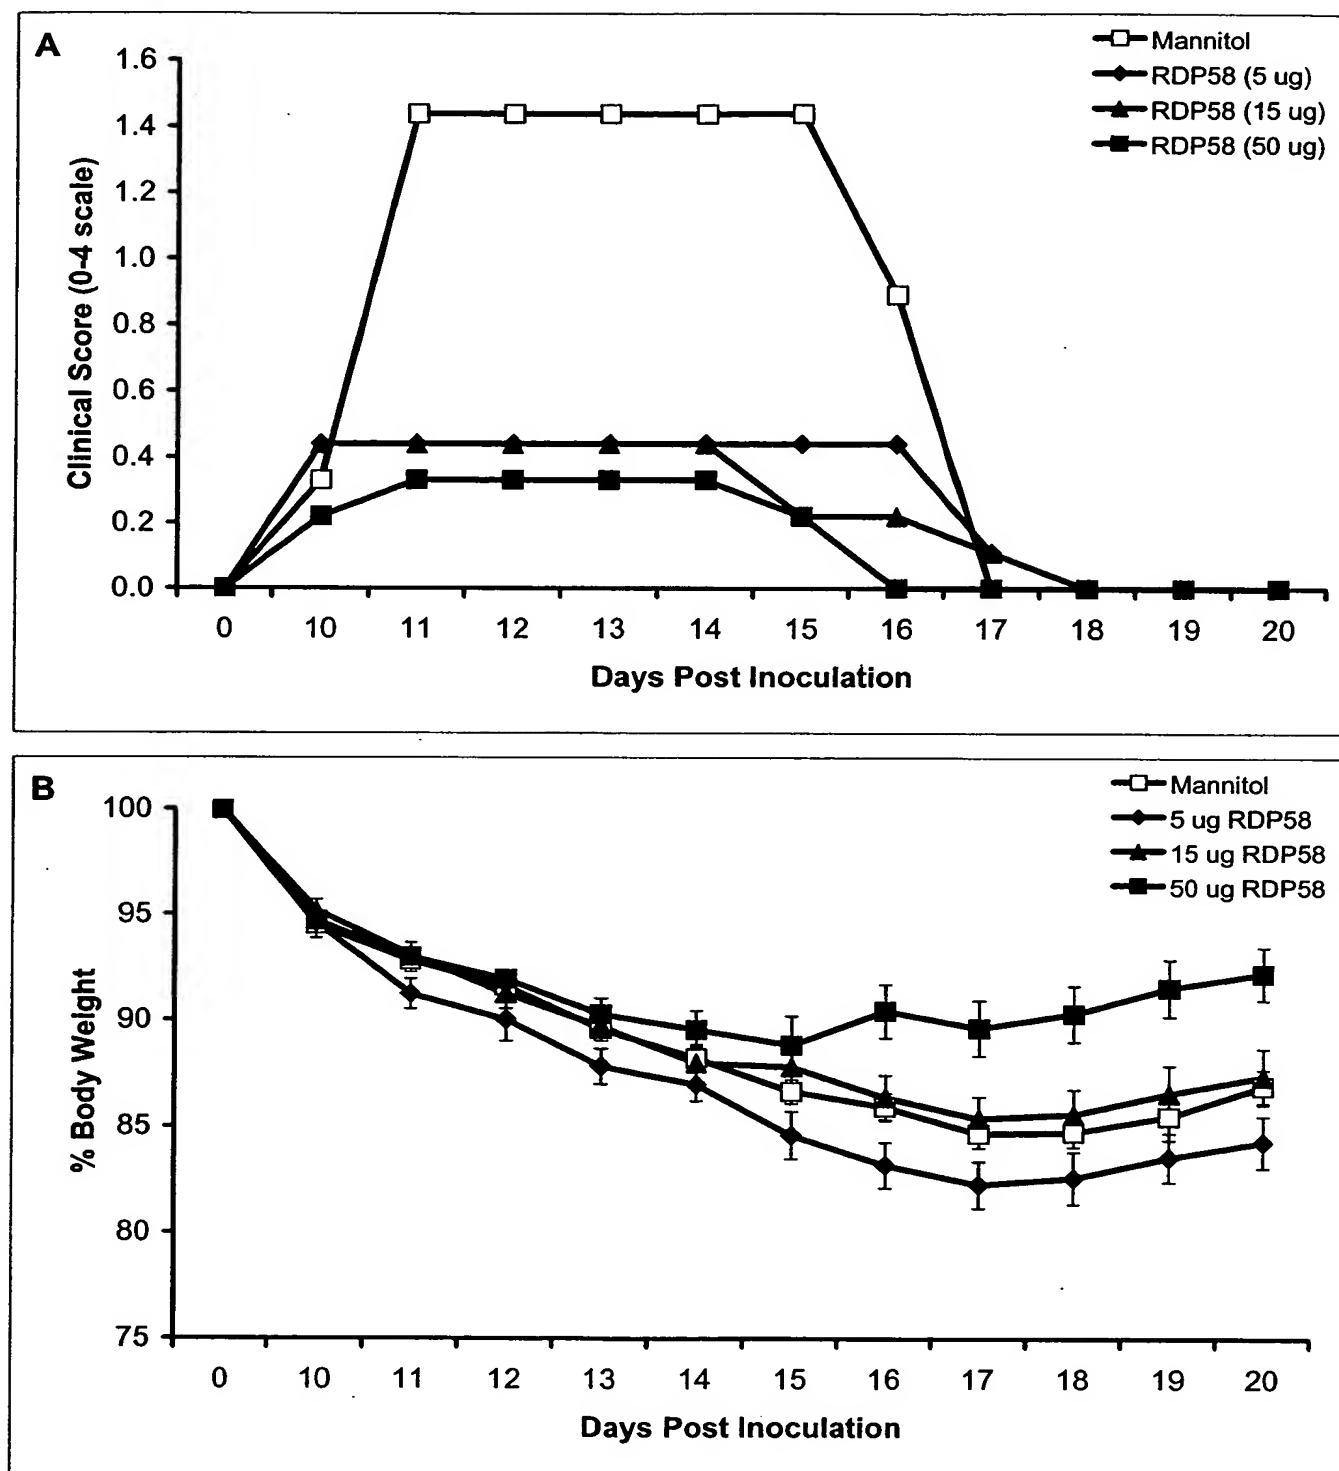 A
Mannitol
RDP58 (5 ug)
RDP58 (15 ug)
RDP58 (50 ug)
Clinical Score (0-4 scale)
1.6
1.4
1.2
1.0
0.8
0.6
0.4
0.2
0.0
0 10 11 12 13 14 15 16 17 18 19 20
Days Post Inoculation
B
Mannitol
5 ug RDP58
15 ug RDP58
50 ug RDP58
% Body Weight
100
95
90
85
80
75
0 10 11 12 13 14 15 16 17 18 19 20
Days Post Inoculation